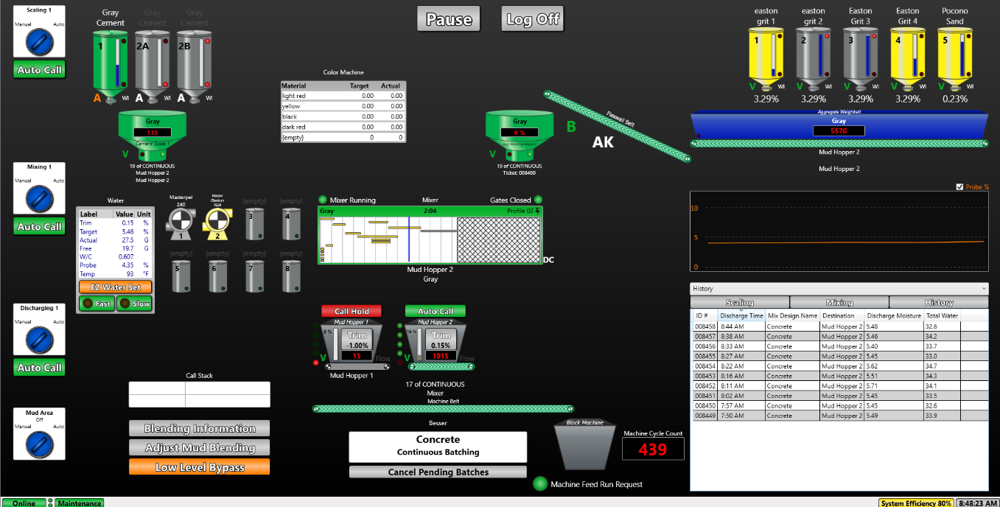 Scaling 1
Manual Auto
Auto Call
Gray Cement
Gray Cement
Gray Cement
1
2A
2B
A WI
A WI
A WI
Gray
135
Cement Scale 1
V
19 of CONTINUOUS
Mud Hopper 2
Mud Hopper 2
Pause
Log Off
Color Machine
Material Target Actual
light red 0.00 0.00
yellow 0.00 0.00
black 0.00 0.00
dark red 0.00 0.00
(empty) 0 0
Gray
0 %
Agg Holding Hopper
V
19 of CONTINUOUS
Ticket: 008460
B
AK
Flexwall Belt
easton grit 1
easton grit 2
Easton Grit 3
Easton Grit 4
Pocono Sand
1
2
3
4
5
V WI
V WI
V WI
V WI
V WI
3.29%
3.29%
3.29%
3.29%
0.23%
Aggregate Weighbelt
Gray
5570
Mud Hopper 2
Mud Hopper 2
Mixing 1
Manual Auto
Auto Call
Water
Label Value Unit
Trim 0.15 %
Target 5.46 %
Actual 27.5 G
Free 19.7 G
W/C 0.607
Probe 4.35 %
Temp 93 °F
EZ Water Set
Fast
Slow
Masterpel 240
Master Glenium 7620
(empty)
(empty)
1
2
3
4
(empty)
(empty)
(empty)
(empty)
5
6
7
8
Mixer Running
Mixer
Gates Closed
Gray
2:04
Profile 02
DC
Mud Hopper 2
Gray
Probe %
10
5
0
Discharging 1
Manual Auto
Auto Call
Call Hold
Mud Hopper 1
0 %
Trim
-1.00%
15
V
Flow
Mud Hopper 1
Auto Call
Mud Hopper 2
16 %
Trim
0.15%
1915
V
Flow
17 of CONTINUOUS
Mixer
Machine Belt
History
Scaling
Mixing
History
ID # Discharge Time Mix Design Name Destination Discharge Moisture Total Water
008458 8:44 AM Concrete Mud Hopper 2 5.48 32.6
008457 8:38 AM Concrete Mud Hopper 2 5.46 34.2
008456 8:33 AM Concrete Mud Hopper 2 5.40 33.7
008455 8:27 AM Concrete Mud Hopper 2 5.45 33.0
008454 8:22 AM Concrete Mud Hopper 2 5.62 34.7
008453 8:16 AM Concrete Mud Hopper 2 5.51 34.3
008452 8:11 AM Concrete Mud Hopper 2 5.71 34.1
008451 8:02 AM Concrete Mud Hopper 2 5.45 33.5
008450 7:57 AM Concrete Mud Hopper 2 5.45 32.6
008449 7:50 AM Concrete Mud Hopper 2 5.49 33.9
Mud Area
Off
Manual Auto
Call Stack
Blending Information
Adjust Mud Blending
Low Level Bypass
Besser
Concrete
Continuous Batching
Cancel Pending Batches
Block Machine
Machine Cycle Count
439
Machine Feed Run Request
Online
Maintenance
System Efficiency 80%
8:48:23 AM